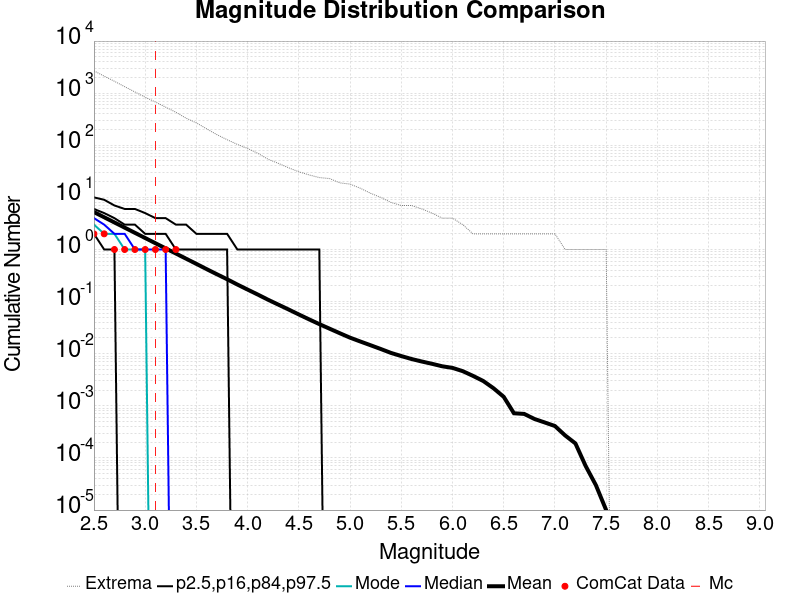 Magnitude Distribution Comparison
10^4
10^3
10^2
10^1
10^0
10^-1
10^-2
10^-3
10^-4
10^-5
Cumulative Number
2.5 3.0 3.5 4.0 4.5 5.0 5.5 6.0 6.5 7.0 7.5 8.0 8.5 9.0
Magnitude
Extrema p2.5,p16,p84,p97.5 Mode Median Mean ComCat Data Mc